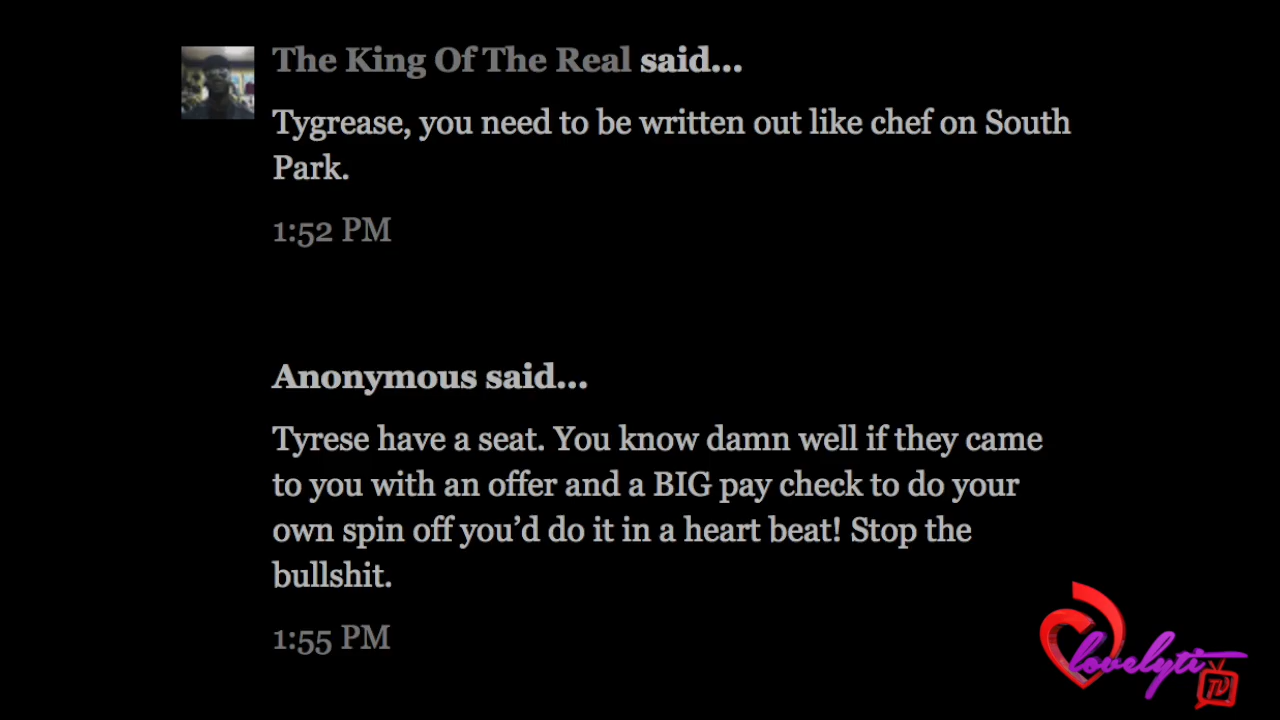 The King Of The Real said...
Tygrease, you need to be written out like chef on South
Park.
1:52 PM
Anonymous said...
Tyrese have a seat. You know damn well if they came
to you with an offer and a BIG pay check to do your
own spin off you’d do it in a heart beat! Stop the
bullshit.
1:55 PM
lovelyti
TV